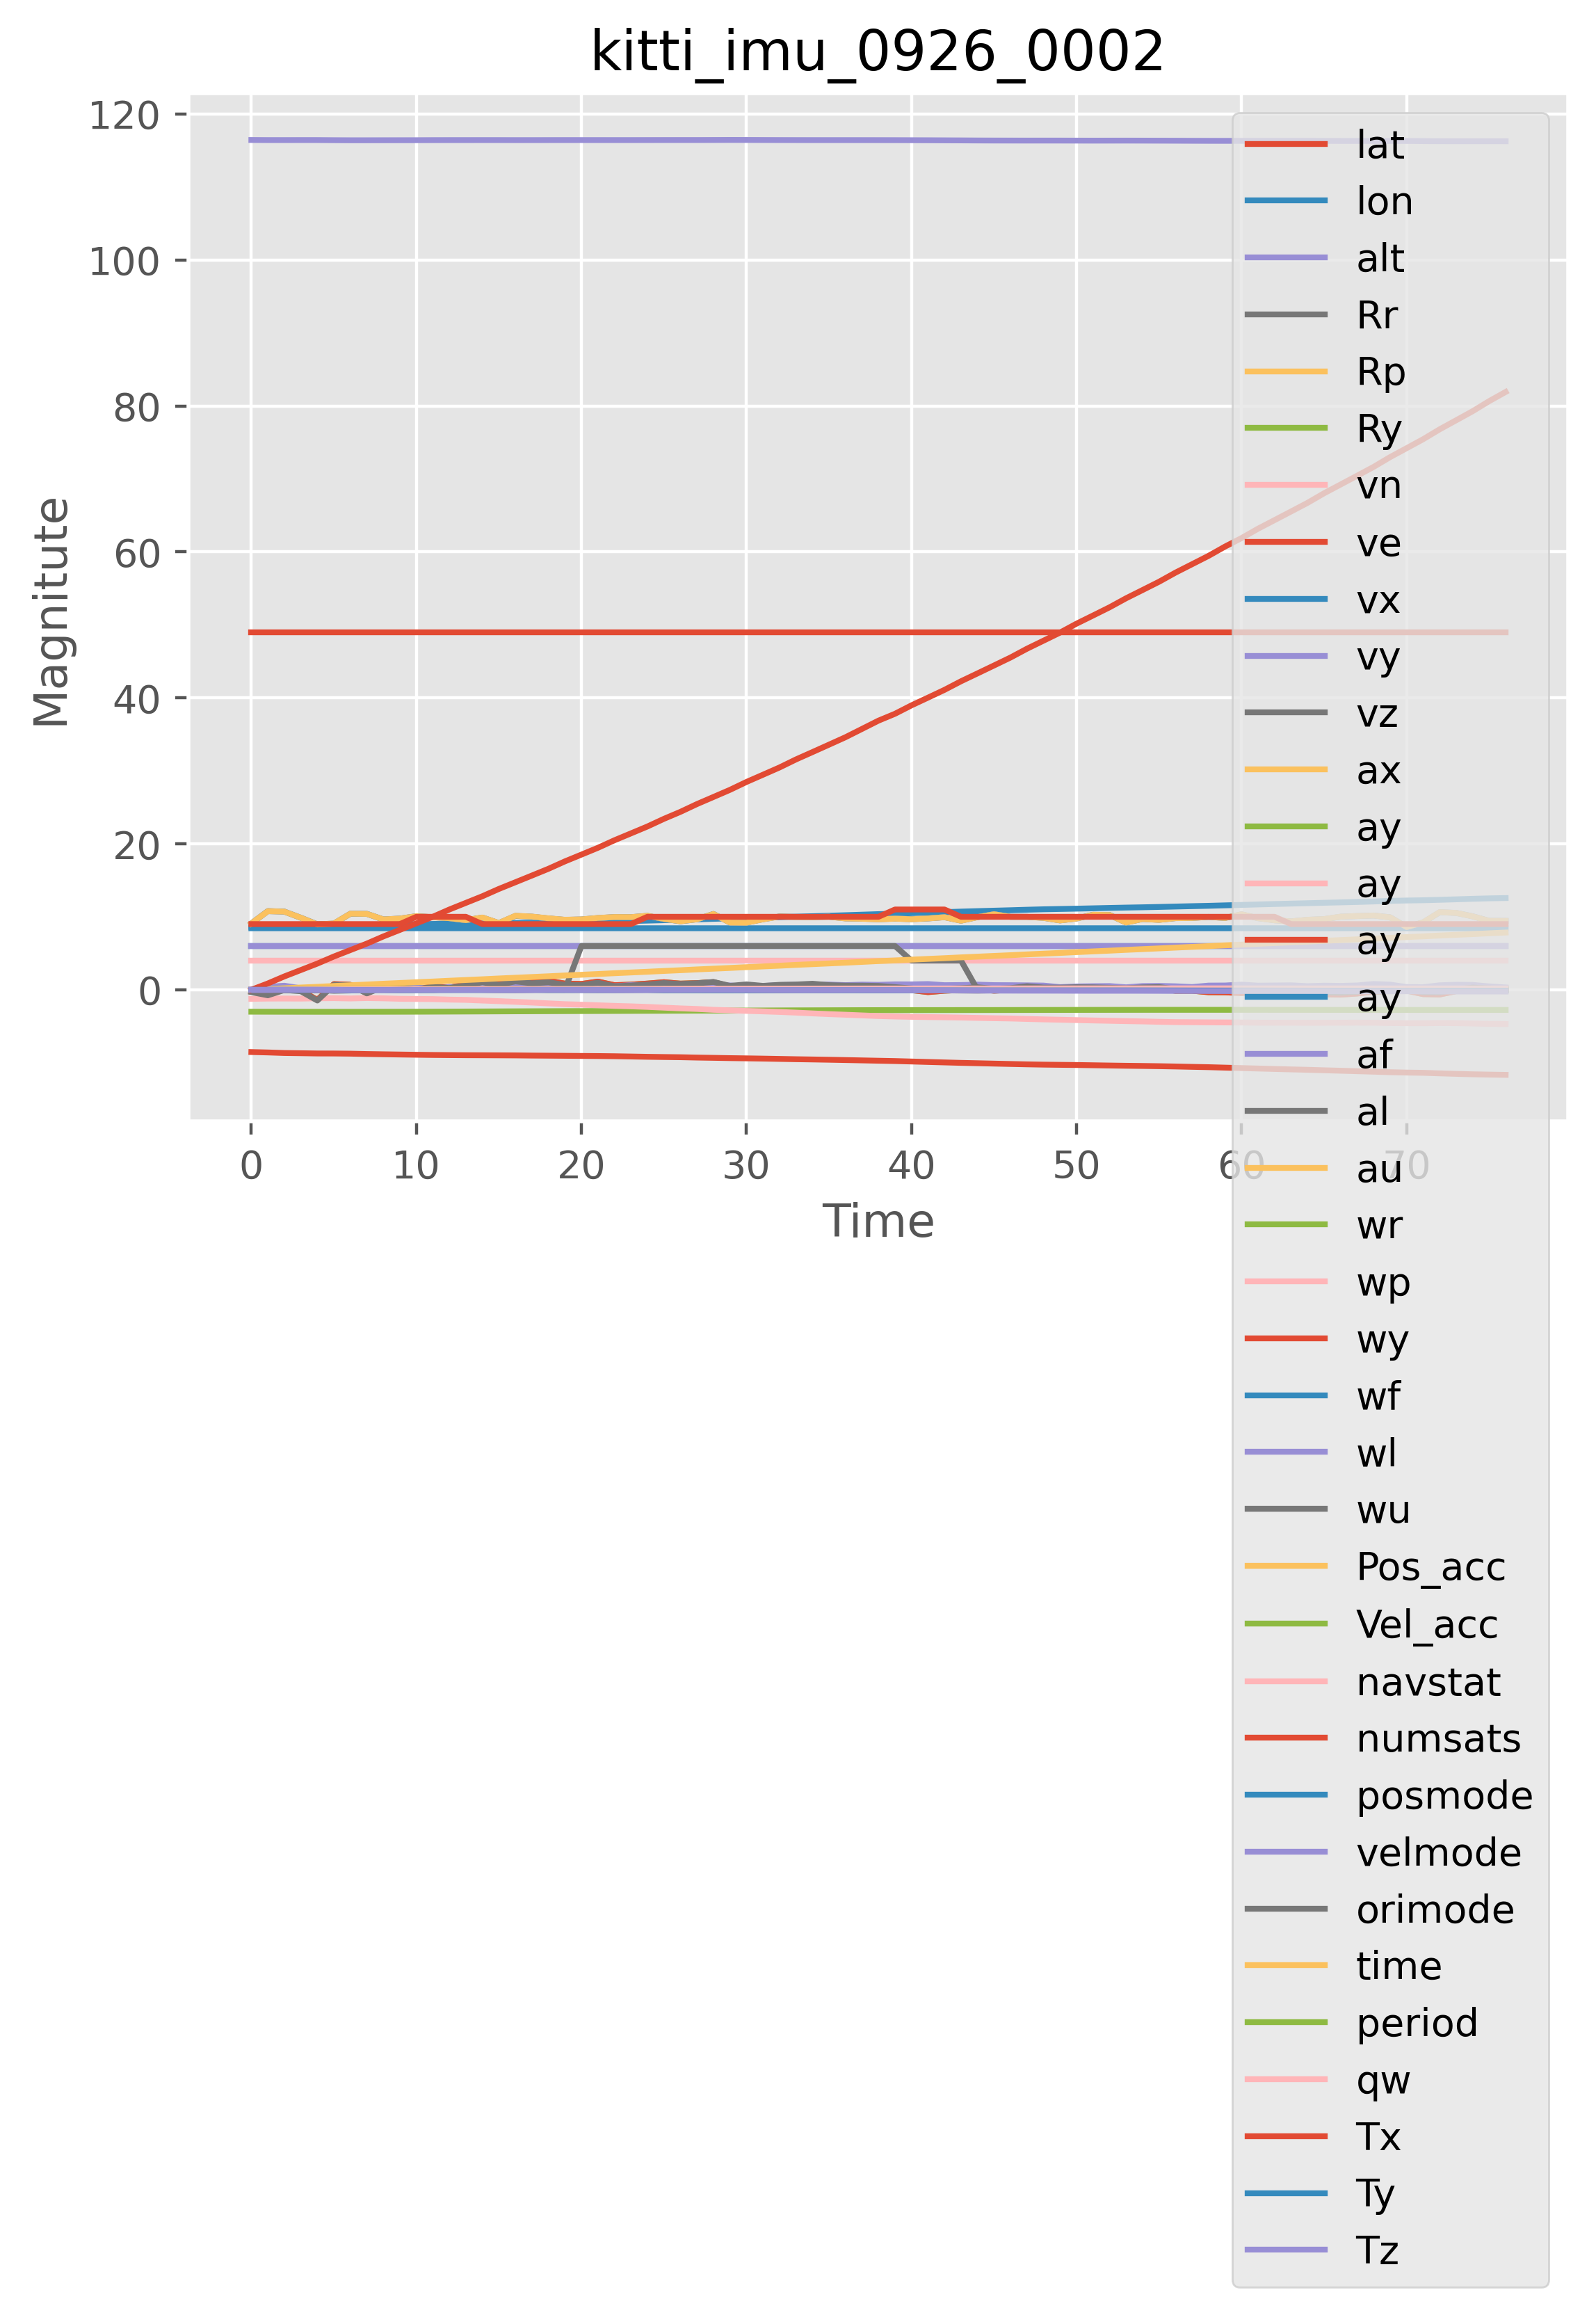 kitti_imu_0926_0002
Magnitute
120
100
80
60
40
20
0
0 10 20 30 40 50 60 70
Time
lat
lon
alt
Rr
Rp
Ry
vn
ve
vx
vy
vz
ax
ay
ay
ay
ay
af
al
au
wr
wp
wy
wf
wl
wu
Pos_acc
Vel_acc
navstat
numsats
posmode
velmode
orimode
time
period
qw
Tx
Ty
Tz